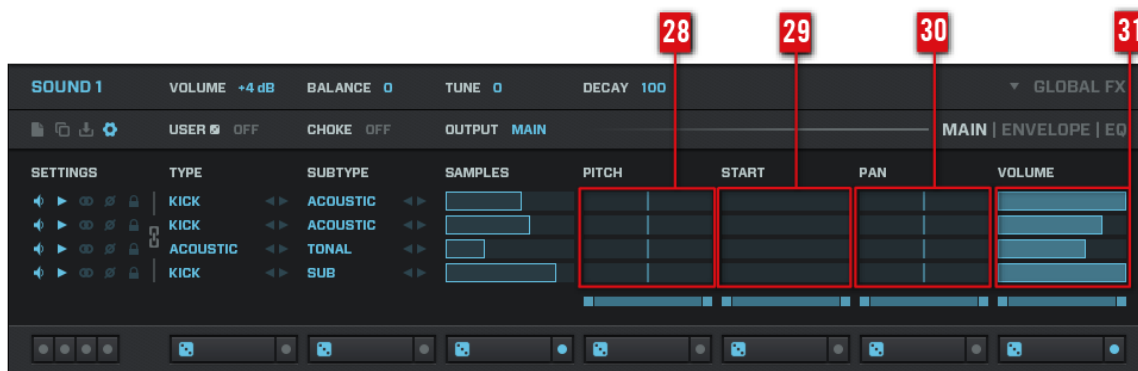 28 29 30 31
SOUND 1 VOLUME +4 dB BALANCE 0 TUNE 0 DECAY 100 GLOBAL FX
USER OFF CHOKE OFF OUTPUT MAIN MAIN | ENVELOPE | EQ
SETTINGS TYPE SUBTYPE SAMPLES PITCH START PAN VOLUME
KICK ACOUSTIC
KICK ACOUSTIC
ACOUSTIC TONAL
KICK SUB